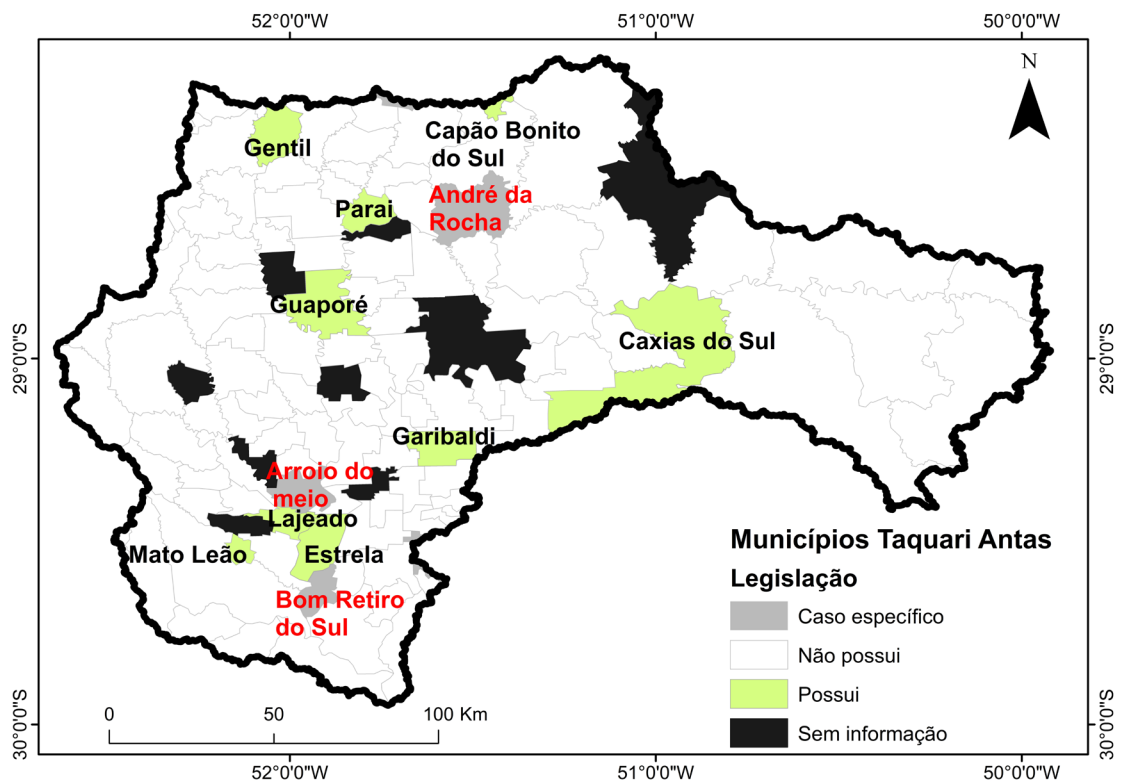 52°0'0"W
51°0'0"W
50°0'0"W
N
Capão Bonito
do Sul
Gentil
André da
Rocha
Parai
Guaporé
Caxias do Sul
29°0'0"S
29°0'0"S
Garibaldi
Arroio do
meio
Lajeado
Mato Leão
Estrela
Bom Retiro
do Sul
Municípios Taquari Antas
Legislação
Caso específico
Não possui
Possui
Sem informação
0
50
100 Km
30°0'0"S
30°0'0"S
52°0'0"W
51°0'0"W
50°0'0"W